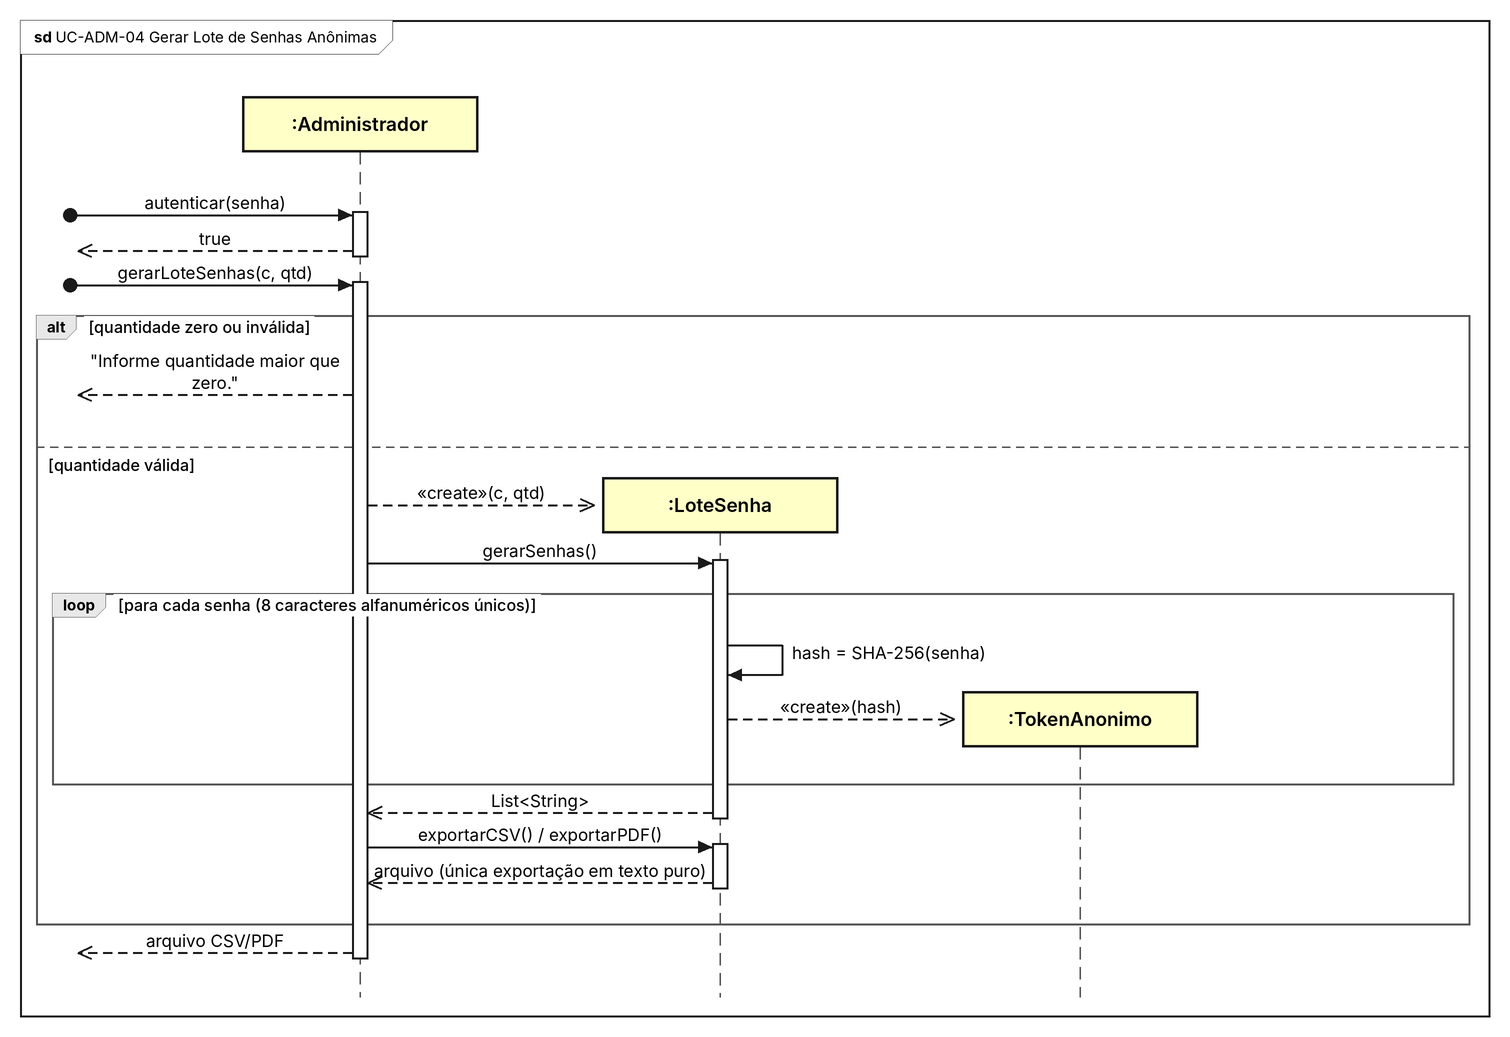 sd UC-ADM-04 Gerar Lote de Senhas Anônimas
:Administrador
autenticar(senha)
true
gerarLoteSenhas(c, qtd)
alt [quantidade zero ou inválida]
"Informe quantidade maior que
zero."
[quantidade válida]
«create»(c, qtd)
:LoteSenha
gerarSenhas()
loop [para cada senha (8 caracteres alfanuméricos únicos)]
hash = SHA-256(senha)
«create»(hash)
:TokenAnonimo
List<String>
exportarCSV() / exportarPDF()
arquivo (única exportação em texto puro)
arquivo CSV/PDF